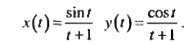 x(t) = sin t / t + 1  y(t) = cos t / t + 1 .